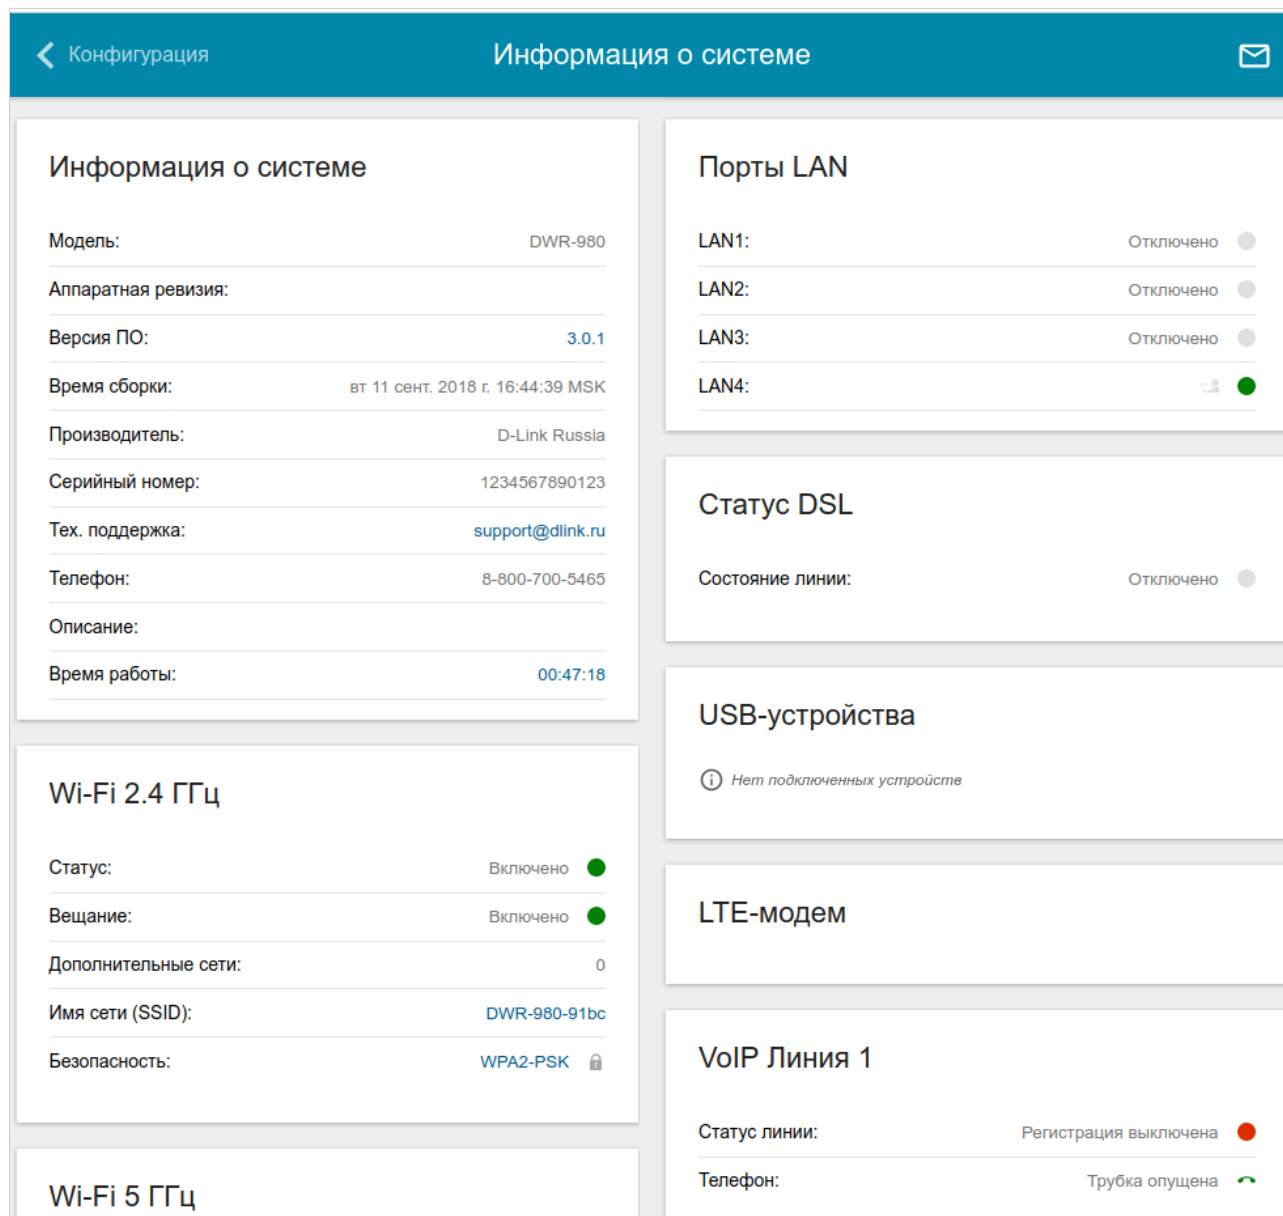 Конфигурация
Информация о системе
Информация о системе
Модель: DWR-980
Аппаратная ревизия:
Версия ПО: 3.0.1
Время сборки: вт 11 сент. 2018 г. 16:44:39 MSK
Производитель: D-Link Russia
Серийный номер: 1234567890123
Тех. поддержка: support@dlink.ru
Телефон: 8-800-700-5465
Описание:
Время работы: 00:47:18
Wi-Fi 2.4 ГГц
Статус: Включено
Вещание: Включено
Дополнительные сети: 0
Имя сети (SSID): DWR-980-91bc
Безопасность: WPA2-PSK
Wi-Fi 5 ГГц
Порты LAN
LAN1: Отключено
LAN2: Отключено
LAN3: Отключено
LAN4:
Статус DSL
Состояние линии: Отключено
USB-устройства
Нет подключенных устройств
LTE-модем
VoIP Линия 1
Статус линии: Регистрация выключена
Телефон: Трубка опущена